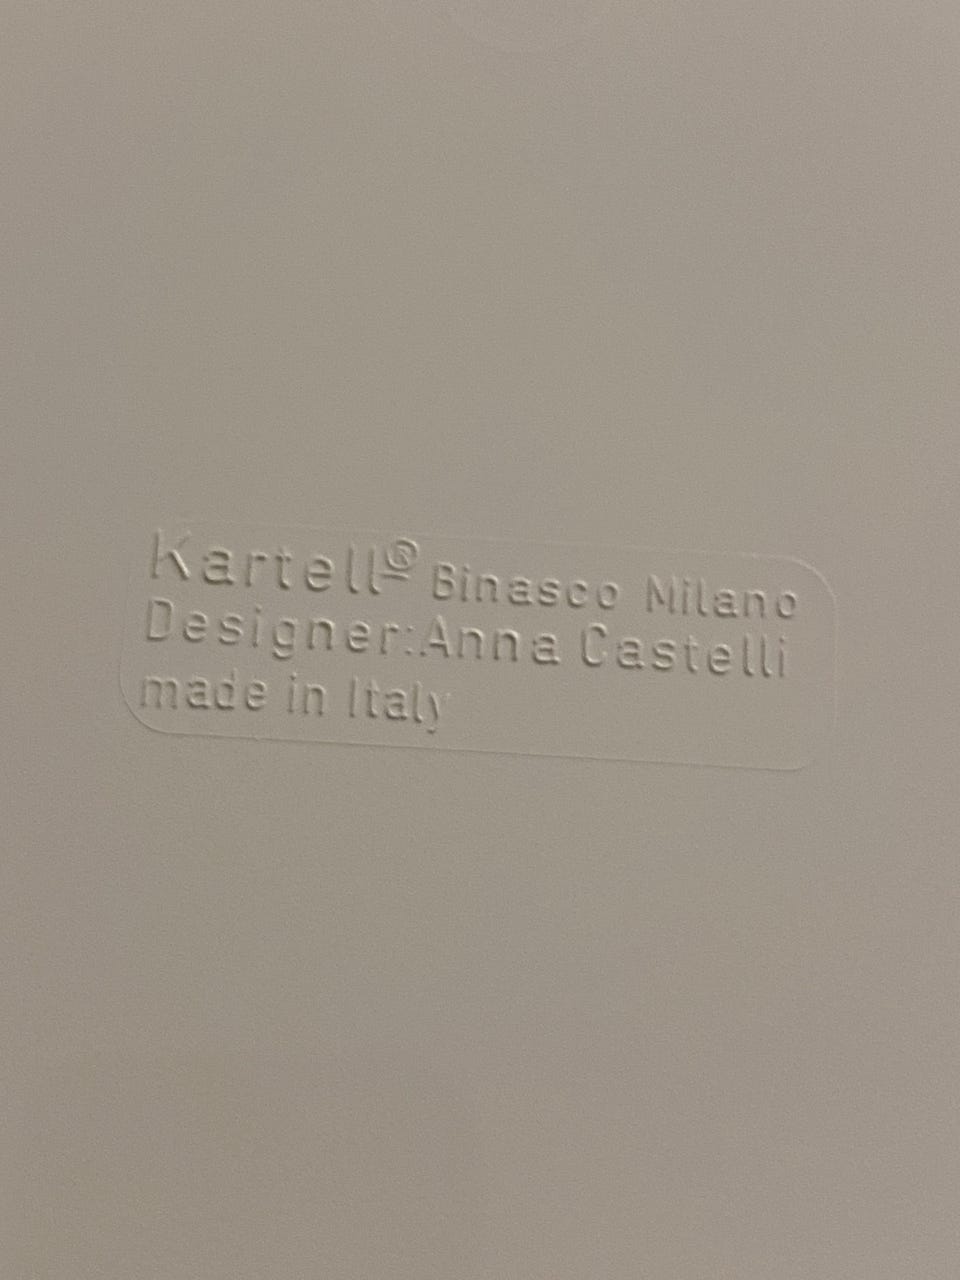 Kartell® Binasco Milano
Designer:Anna Castelli
made in Italy